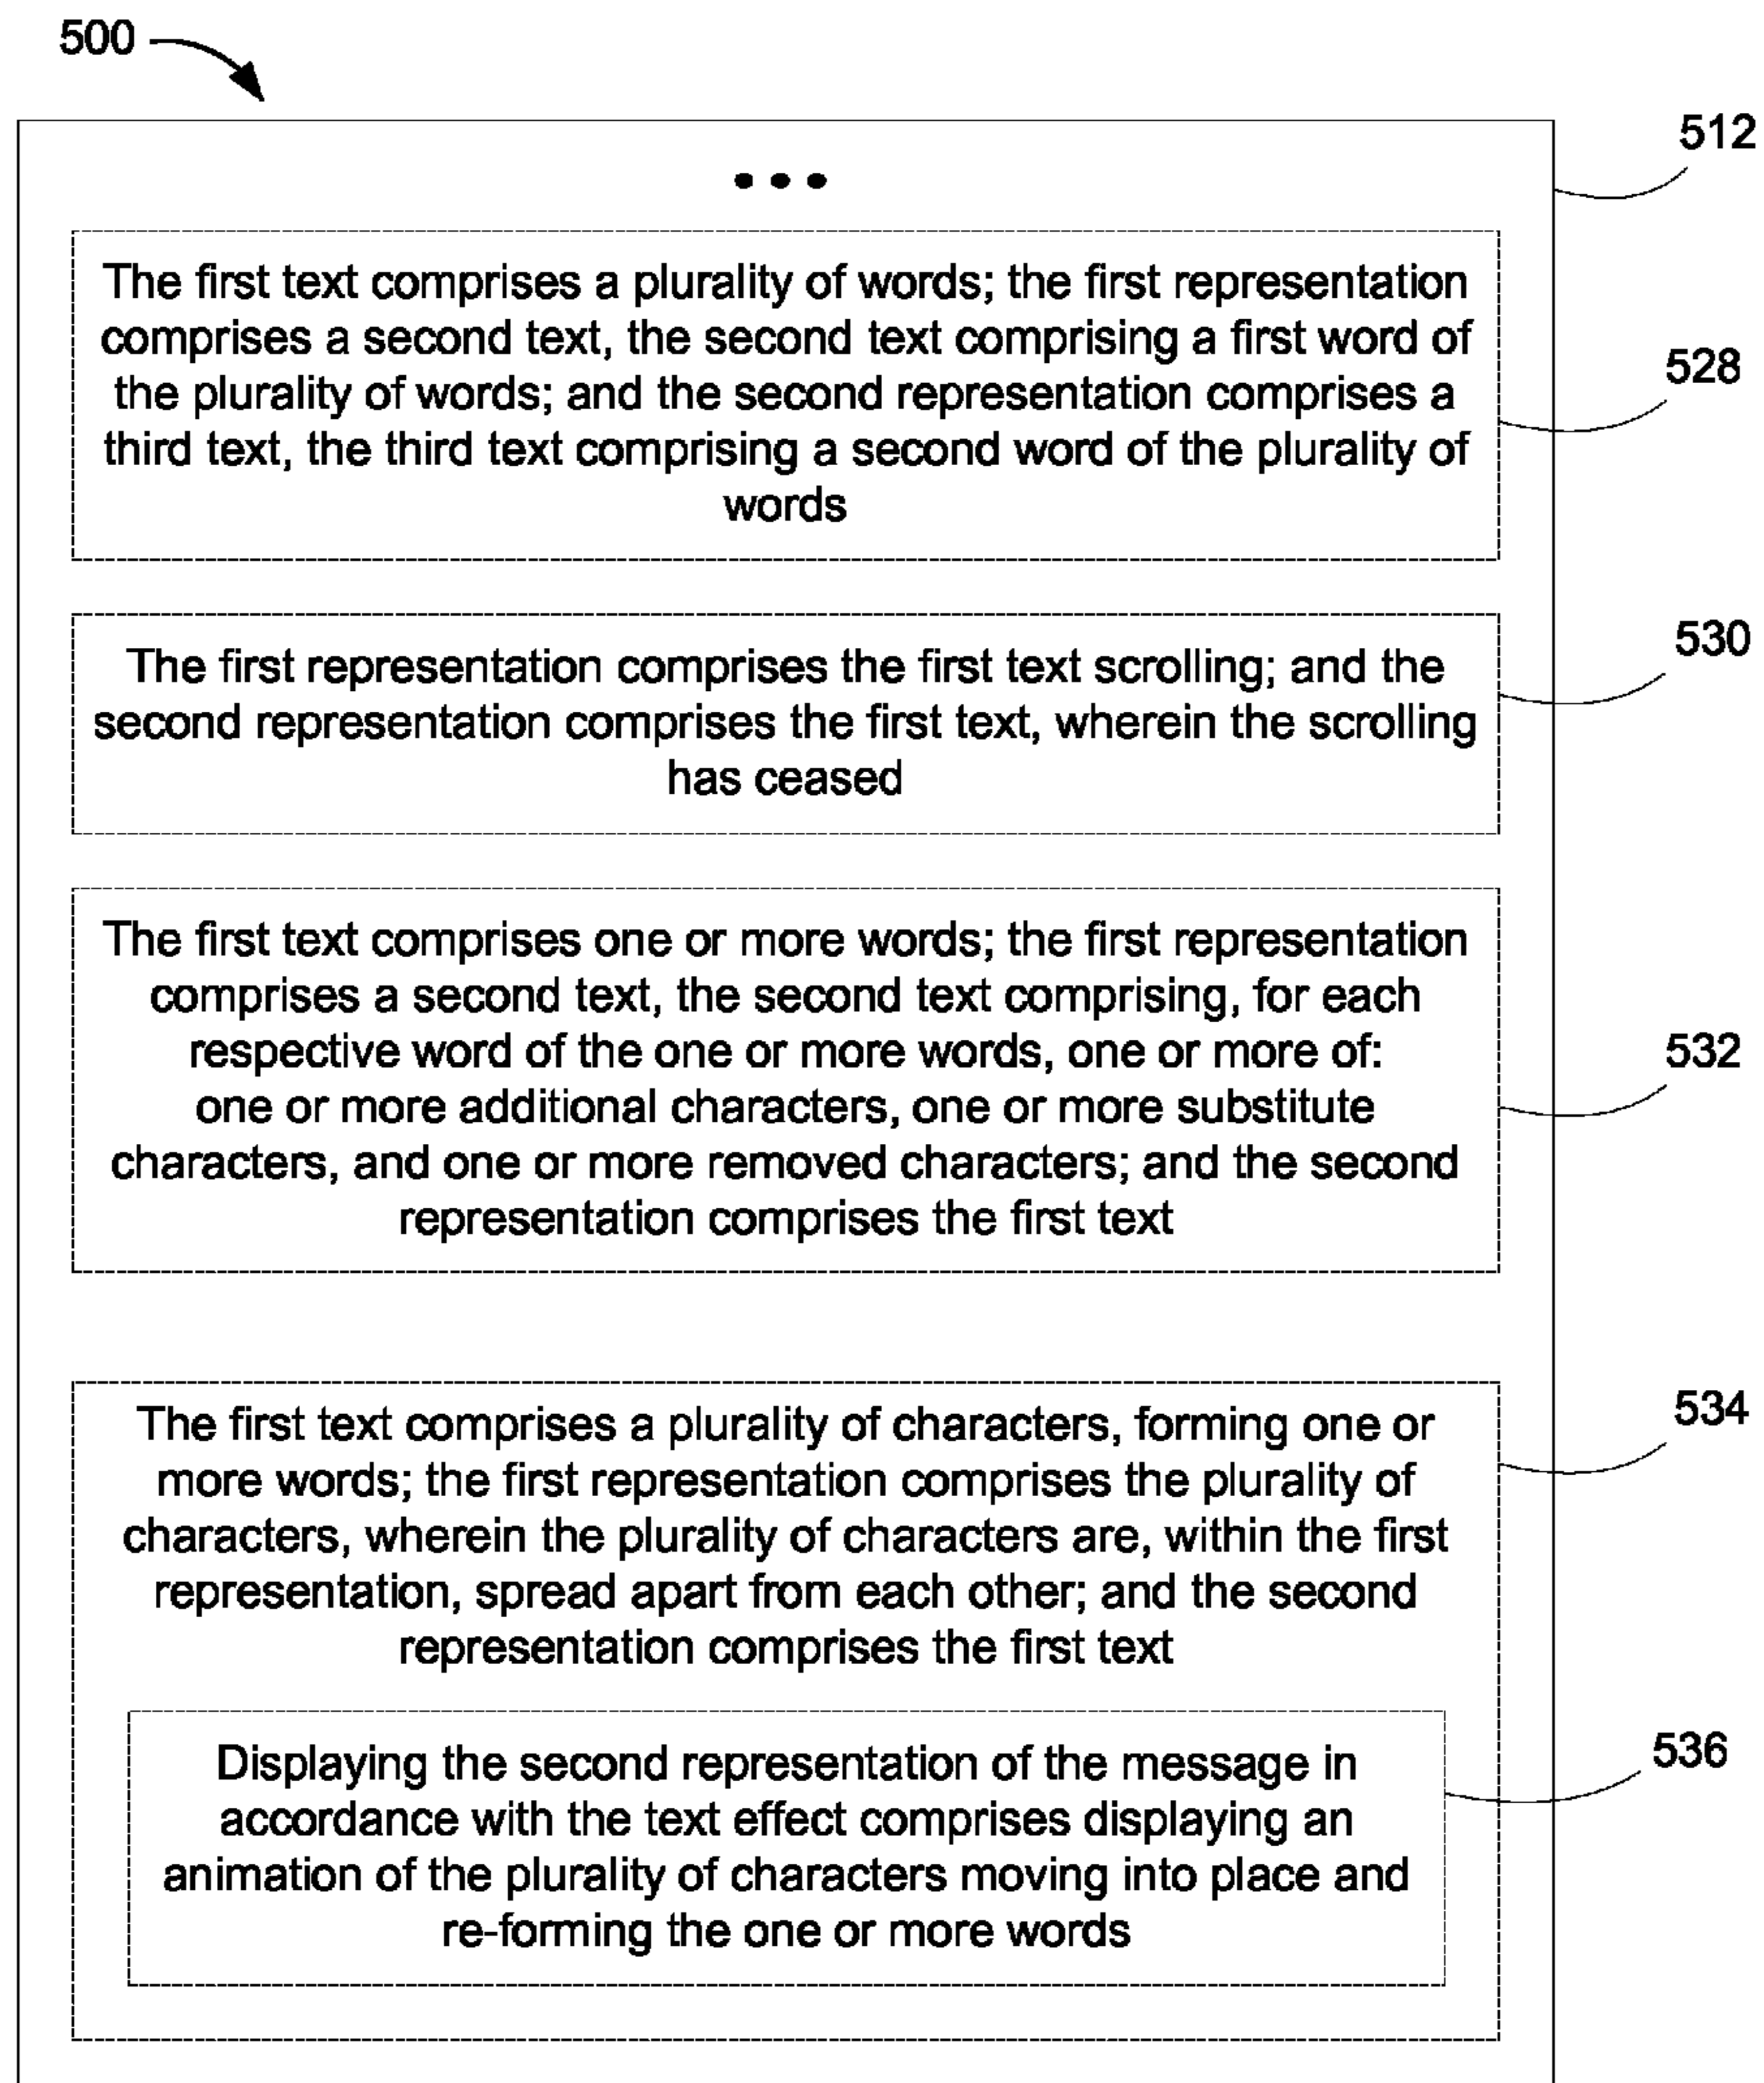 500
512
• • •
The first text comprises a plurality of words; the first representation
comprises a second text, the second text comprising a first word of
the plurality of words; and the second representation comprises a
third text, the third text comprising a second word of the plurality of
words
528
The first representation comprises the first text scrolling; and the
second representation comprises the first text, wherein the scrolling
has ceased
530
The first text comprises one or more words; the first representation
comprises a second text, the second text comprising, for each
respective word of the one or more words, one or more of:
one or more additional characters, one or more substitute
characters, and one or more removed characters; and the second
representation comprises the first text
532
The first text comprises a plurality of characters, forming one or
more words; the first representation comprises the plurality of
characters, wherein the plurality of characters are, within the first
representation, spread apart from each other; and the second
representation comprises the first text
534
Displaying the second representation of the message in
accordance with the text effect comprises displaying an
animation of the plurality of characters moving into place and
re-forming the one or more words
536